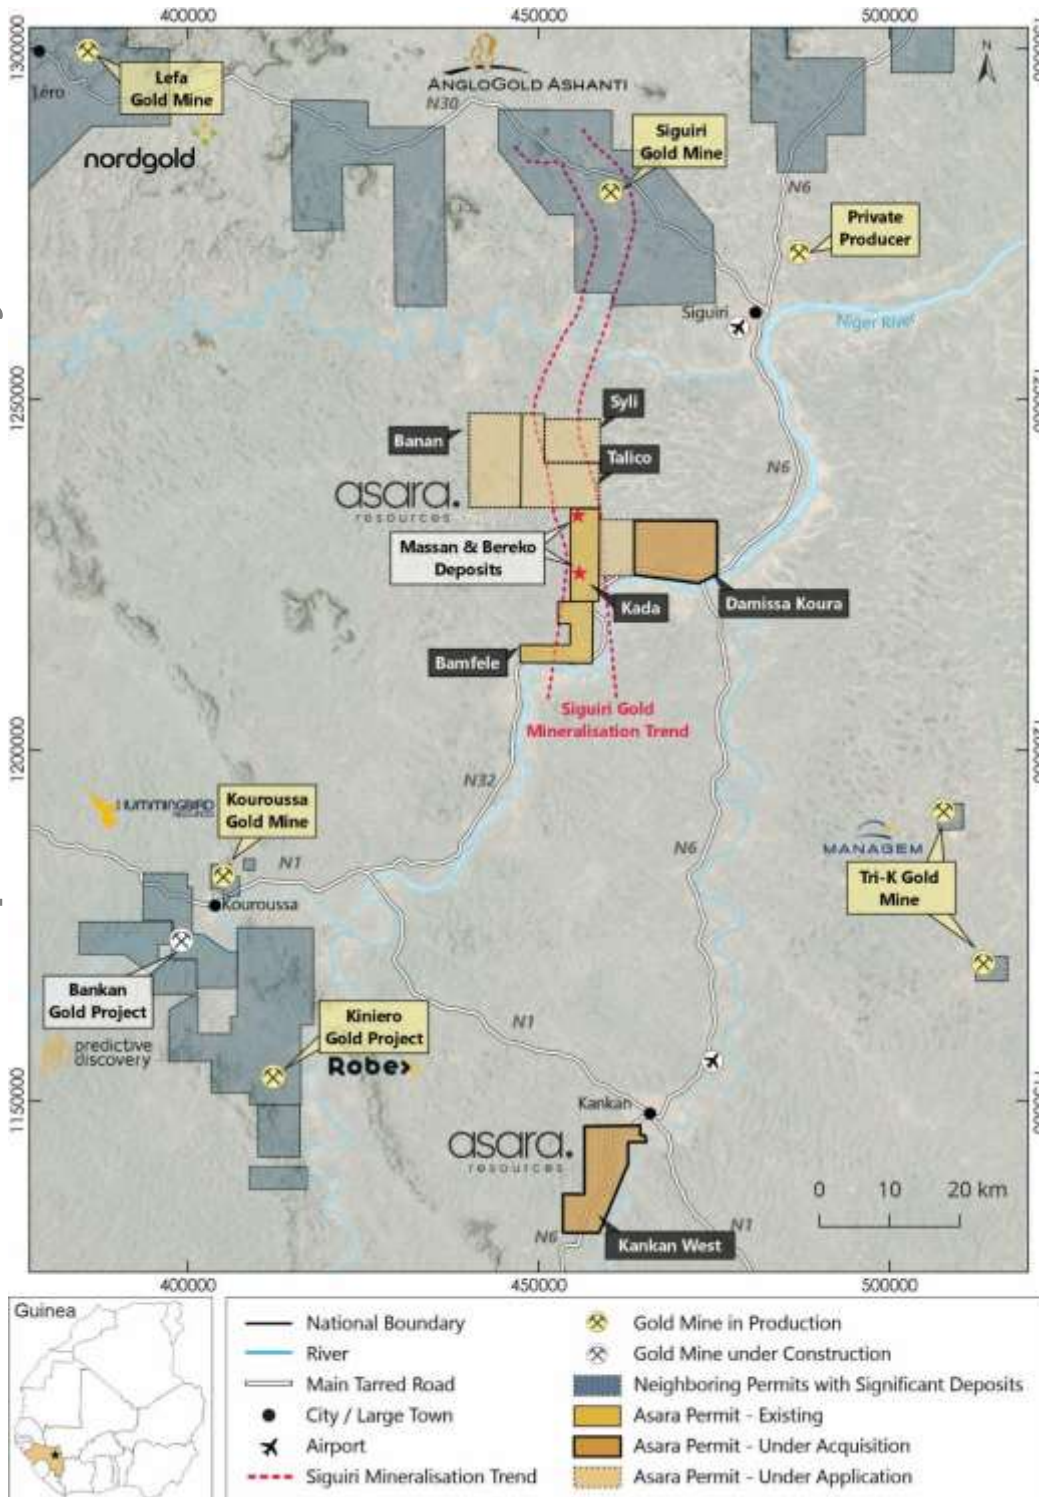 400000
450000
500000
1300000
N
Lero
Lefa
Gold Mine
nordgold
N30
ANGLOGOLD ASHANTI
Siguiri
Gold Mine
N6
Private
Producer
Siguiri
Niger River
1250000
Syli
Banan
Talico
N6
asara.
resources
Massan & Bereko
Deposits
Kada
Damissa Koura
Bamfele
Siguiri Gold
Mineralisation Trend
1200000
N32
HUMMINGBIRD
RESOURCES
Kouroussa
Gold Mine
N1
N6
MANAGEM
Tri-K Gold
Mine
Kouroussa
Bankan
Gold Project
predictive
discovery
Kiniero
Gold Project
Robex
N1
1150000
Kankan
asara.
resources
0 10 20 km
N6
N1
Kankan West
400000
450000
500000
Guinea
National Boundary
River
Main Tarred Road
City / Large Town
Airport
Siguiri Mineralisation Trend
Gold Mine in Production
Gold Mine under Construction
Neighboring Permits with Significant Deposits
Asara Permit - Existing
Asara Permit - Under Acquisition
Asara Permit - Under Application